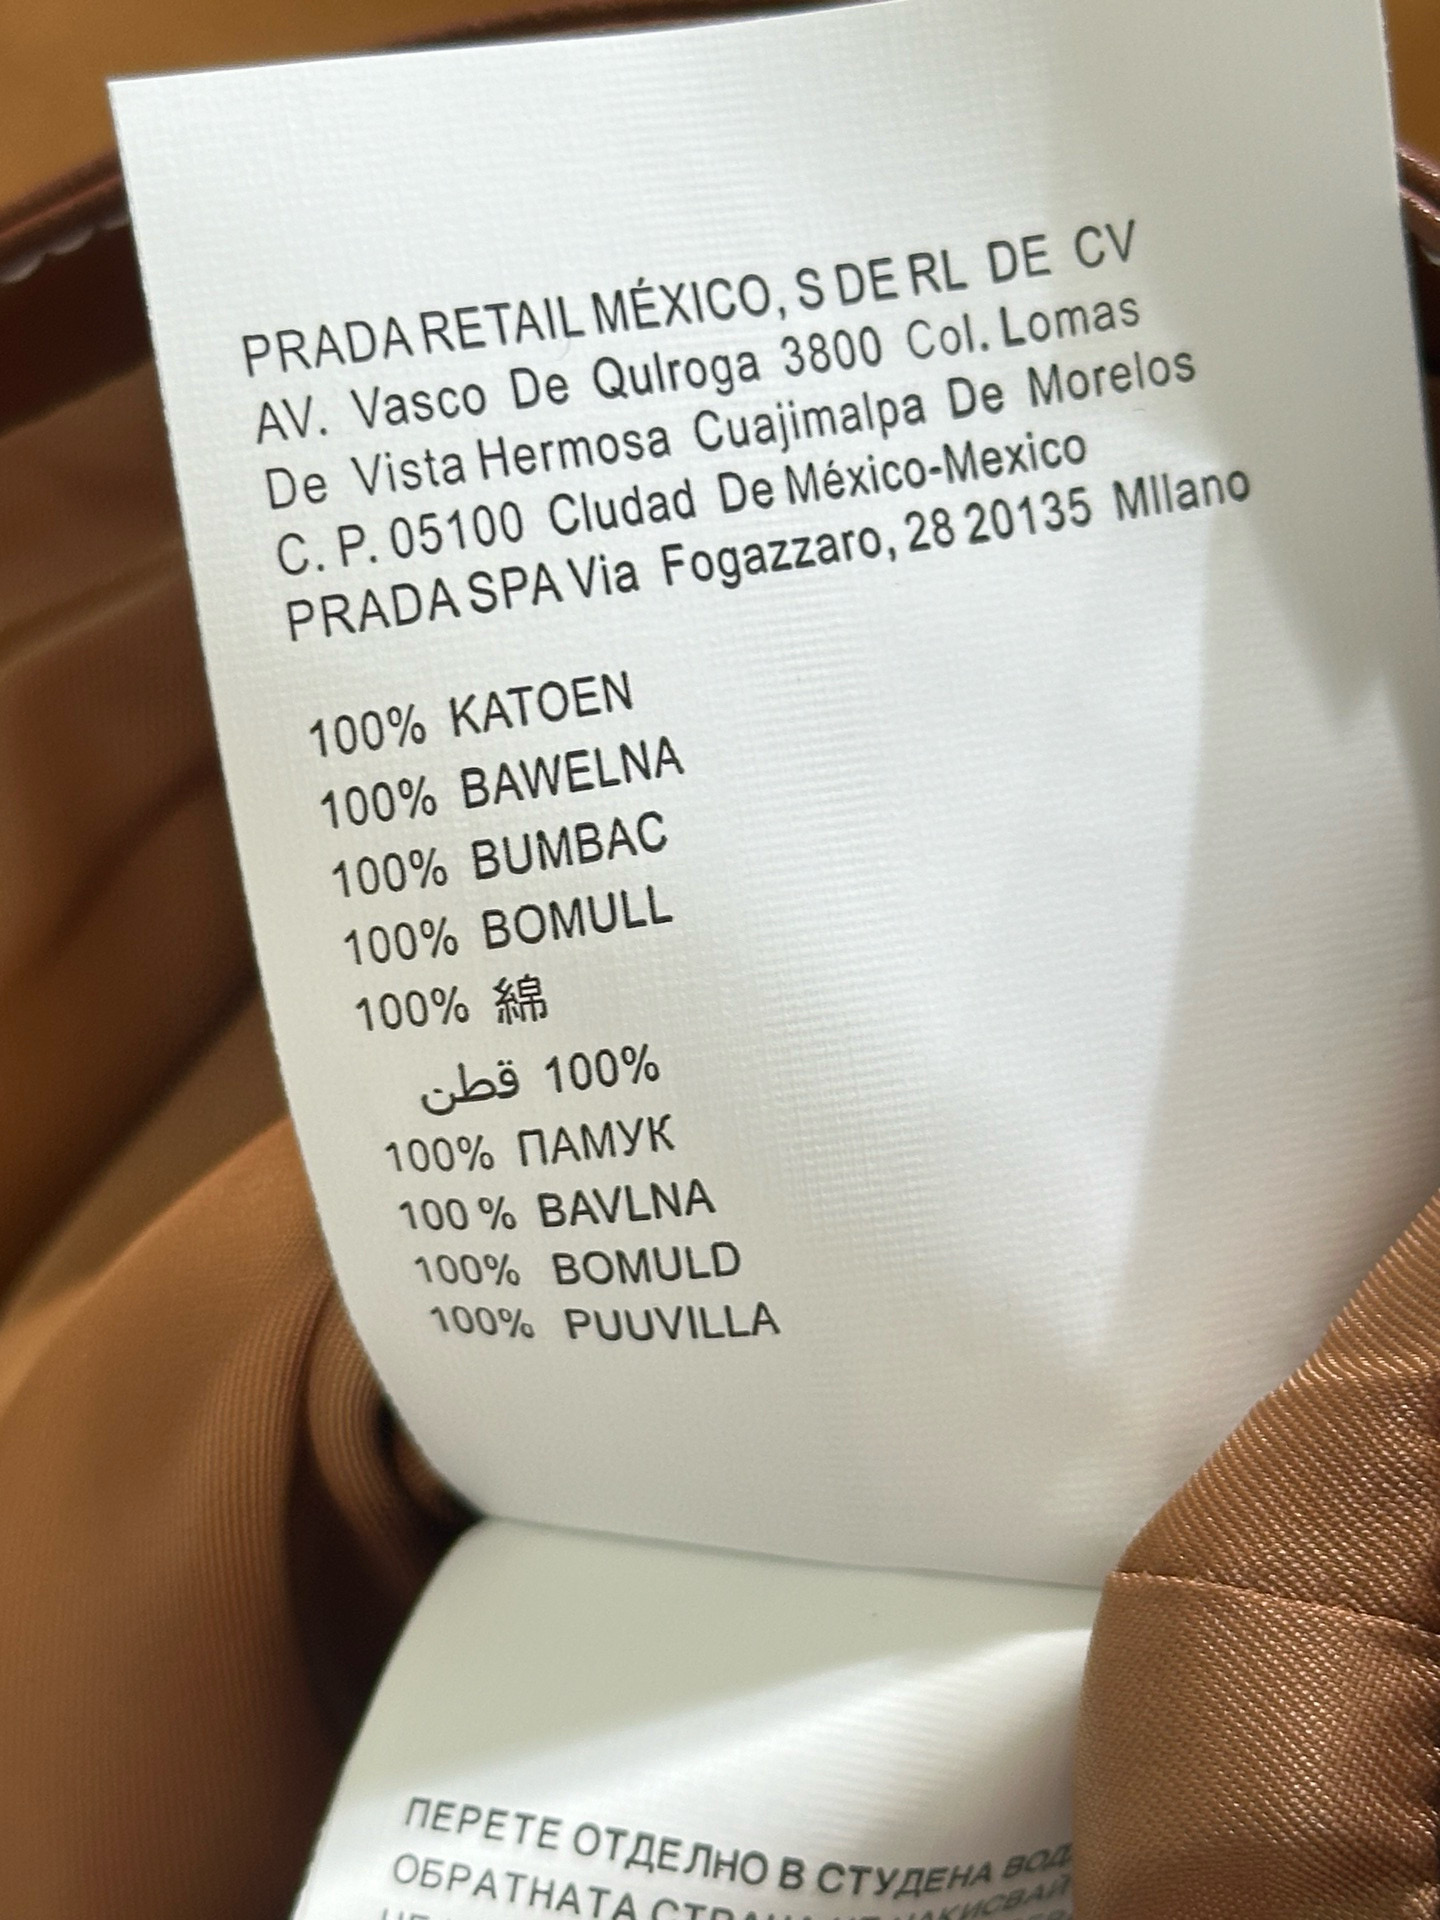 PRADA RETAIL MÉXICO, S DE RL DE CV
AV. Vasco De Qulroga 3800 Col. Lomas
De Vista Hermosa Cuajimalpa De Morelos
C. P. 05100 Cludad De México-Mexico
PRADA SPA Via Fogazzaro, 28 20135 Mllano
100% KATOEN
100% BAWELNA
100% BUMBAC
100% BOMULL
100% 綿
100% قطن
100% ПАМУК
100 % BAVLNA
100% BOMULD
100% PUUVILLA
ПЕРЕТЕ ОТДЕЛНО В СТУДЕНА
ОБРАТНАТА